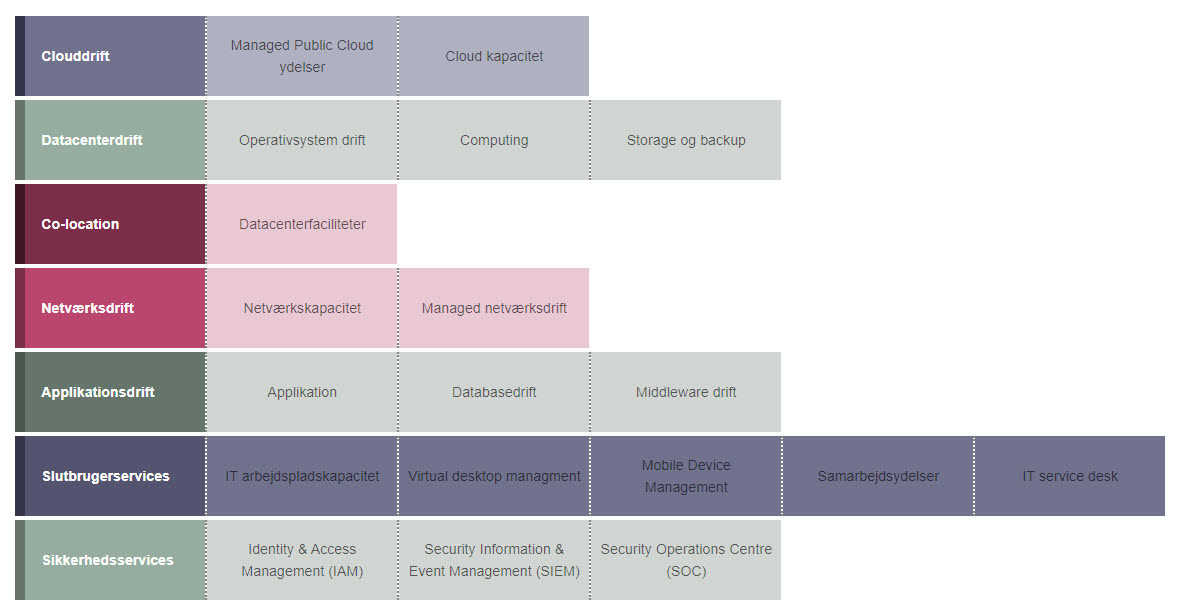 Clouddrift
Managed Public Cloud
ydelser
Cloud kapacitet
Datacenterdrift
Operativsystem drift
Computing
Storage og backup
Co-location
Datacenterfaciliteter
Netværksdrift
Netværkskapacitet
Managed netværksdrift
Applikationsdrift
Applikation
Databasedrift
Middleware drift
Slutbrugerservices
IT arbejdspladskapacitet
Virtual desktop managment
Mobile Device
Management
Samarbejdsydelser
IT service desk
Sikkerhedsservices
Identity & Access
Management (IAM)
Security Information &
Event Management (SIEM)
Security Operations Centre
(SOC)